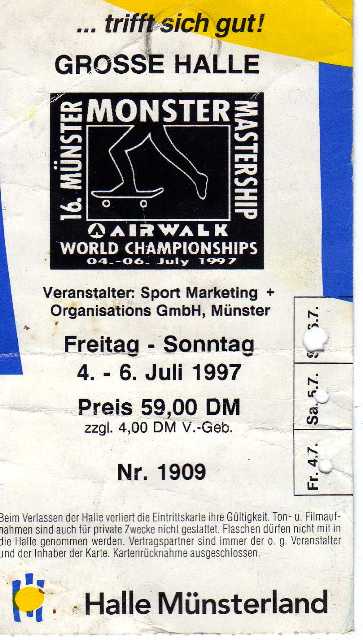 ... trifft sich gut!
GROSSE HALLE
16. MÜNSTER
MONSTER
MASTERSHIP
AIRWALK
WORLD CHAMPIONSHIPS
04.-06. July 1997
Veranstalter: Sport Marketing +
Organisations GmbH, Münster
Freitag - Sonntag
4. - 6. Juli 1997
Preis 59,00 DM
zzgl. 4,00 DM V.-Geb.
Nr. 1909
Fr. 4.7.
Sa. 5.7.
6.7.
Beim Verlassen der Halle verliert die Eintrittskarte ihre Gültigkeit. Ton- u. Filmauf-
nahmen sind auch für private Zwecke nicht gestattet. Flaschen dürfen nicht mit in
die Halle genommen werden. Vertragspartner sind immer der o. g. Veranstalter
und der Inhaber der Karte. Kartenrücknahme ausgeschlossen.
Halle Münsterland